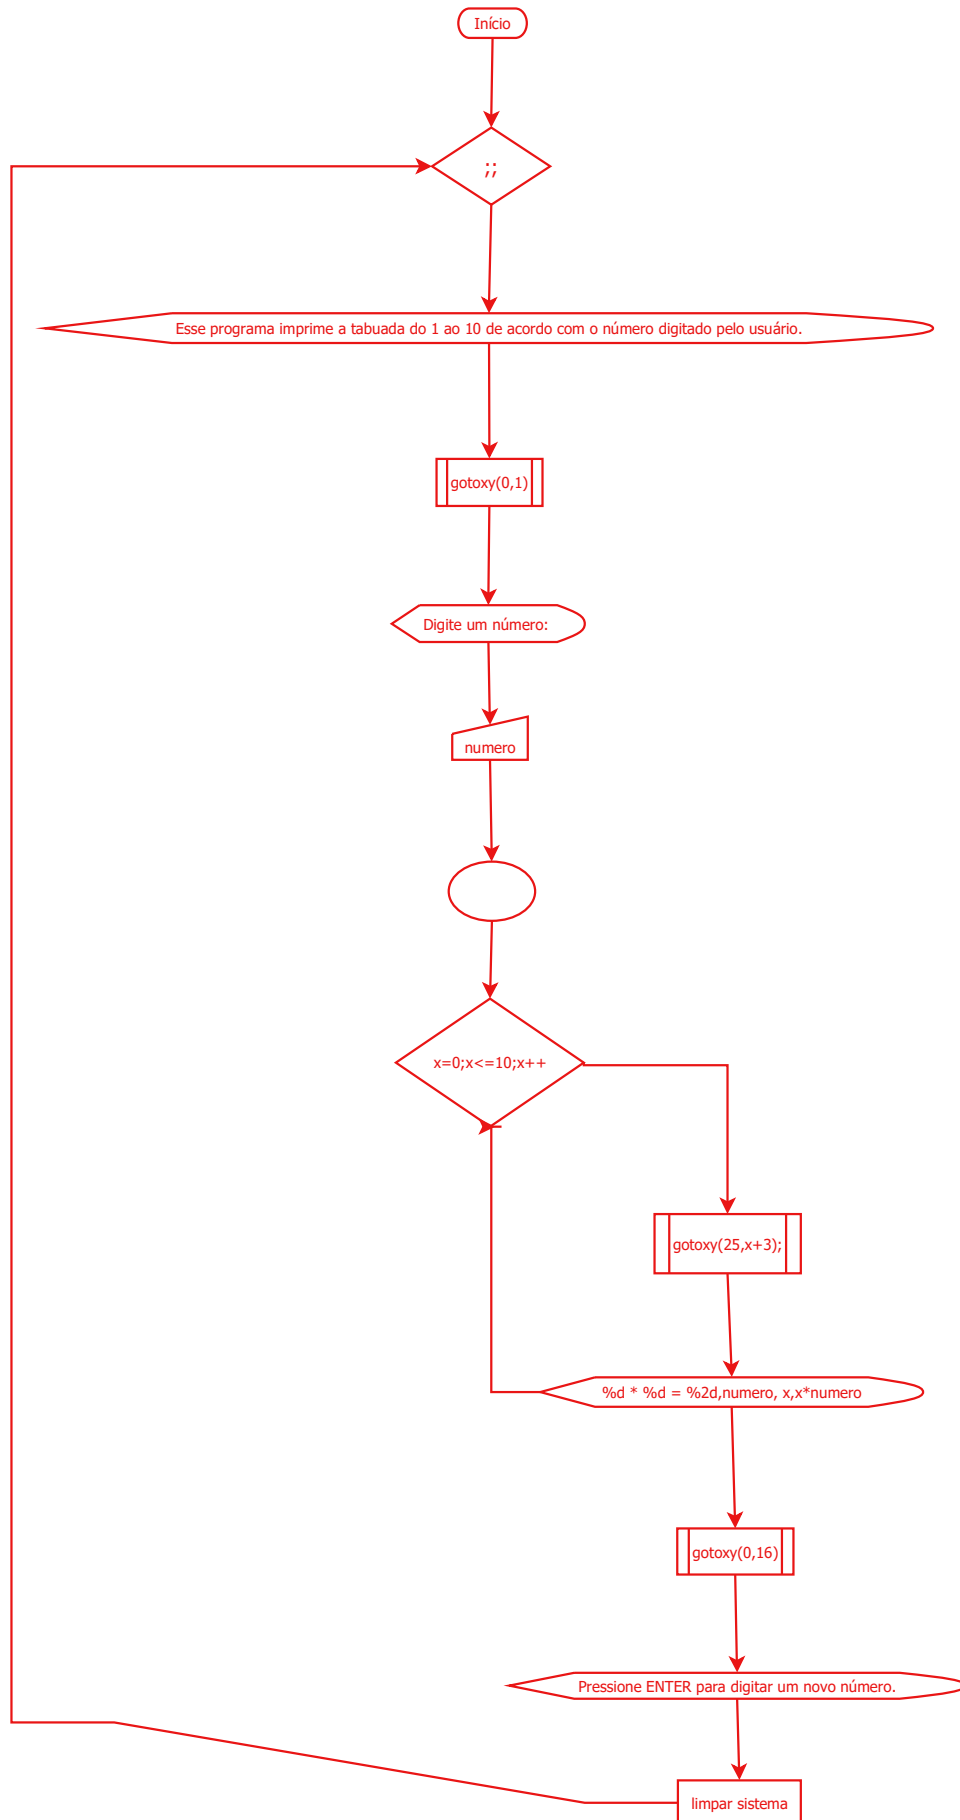 Início
;;
Esse programa imprime a tabuada do 1 ao 10 de acordo com o número digitado pelo usuário.
gotoxy(0,1)
Digite um número:
numero
x=0;x<=10;x++
gotoxy(25,x+3);
%d * %d = %2d,numero, x,x*numero
gotoxy(0,16)
Pressione ENTER para digitar um novo número.
limpar sistema